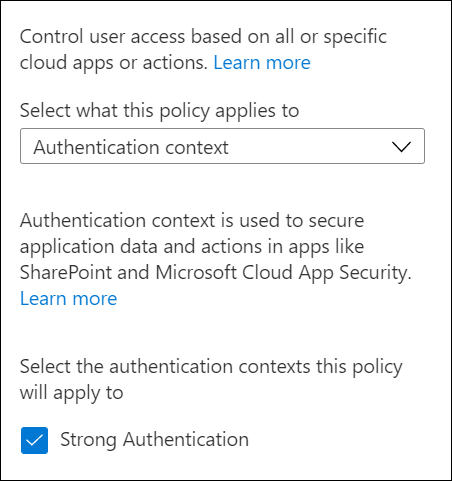 Control user access based on all or specific
cloud apps or actions. Learn more
Select what this policy applies to
Authentication context
Authentication context is used to secure
application data and actions in apps like
SharePoint and Microsoft Cloud App Security.
Learn more
Select the authentication contexts this policy
will apply to
Strong Authentication